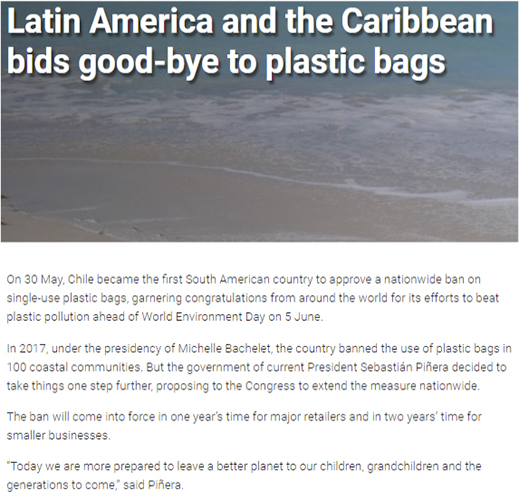 Latin America and the Caribbean
bids good-bye to plastic bags
On 30 May, Chile became the first South American country to approve a nationwide ban on
single-use plastic bags, garnering congratulations from around the world for its efforts to beat
plastic pollution ahead of World Environment Day on 5 June.
In 2017, under the presidency of Michelle Bachelet, the country banned the use of plastic bags in
100 coastal communities. But the government of current President Sebastián Piñera decided to
take things one step further, proposing to the Congress to extend the measure nationwide.
The ban will come into force in one year's time for major retailers and in two years' time for
smaller businesses.
"Today we are more prepared to leave a better planet to our children, grandchildren and the
generations to come," said Piñera.